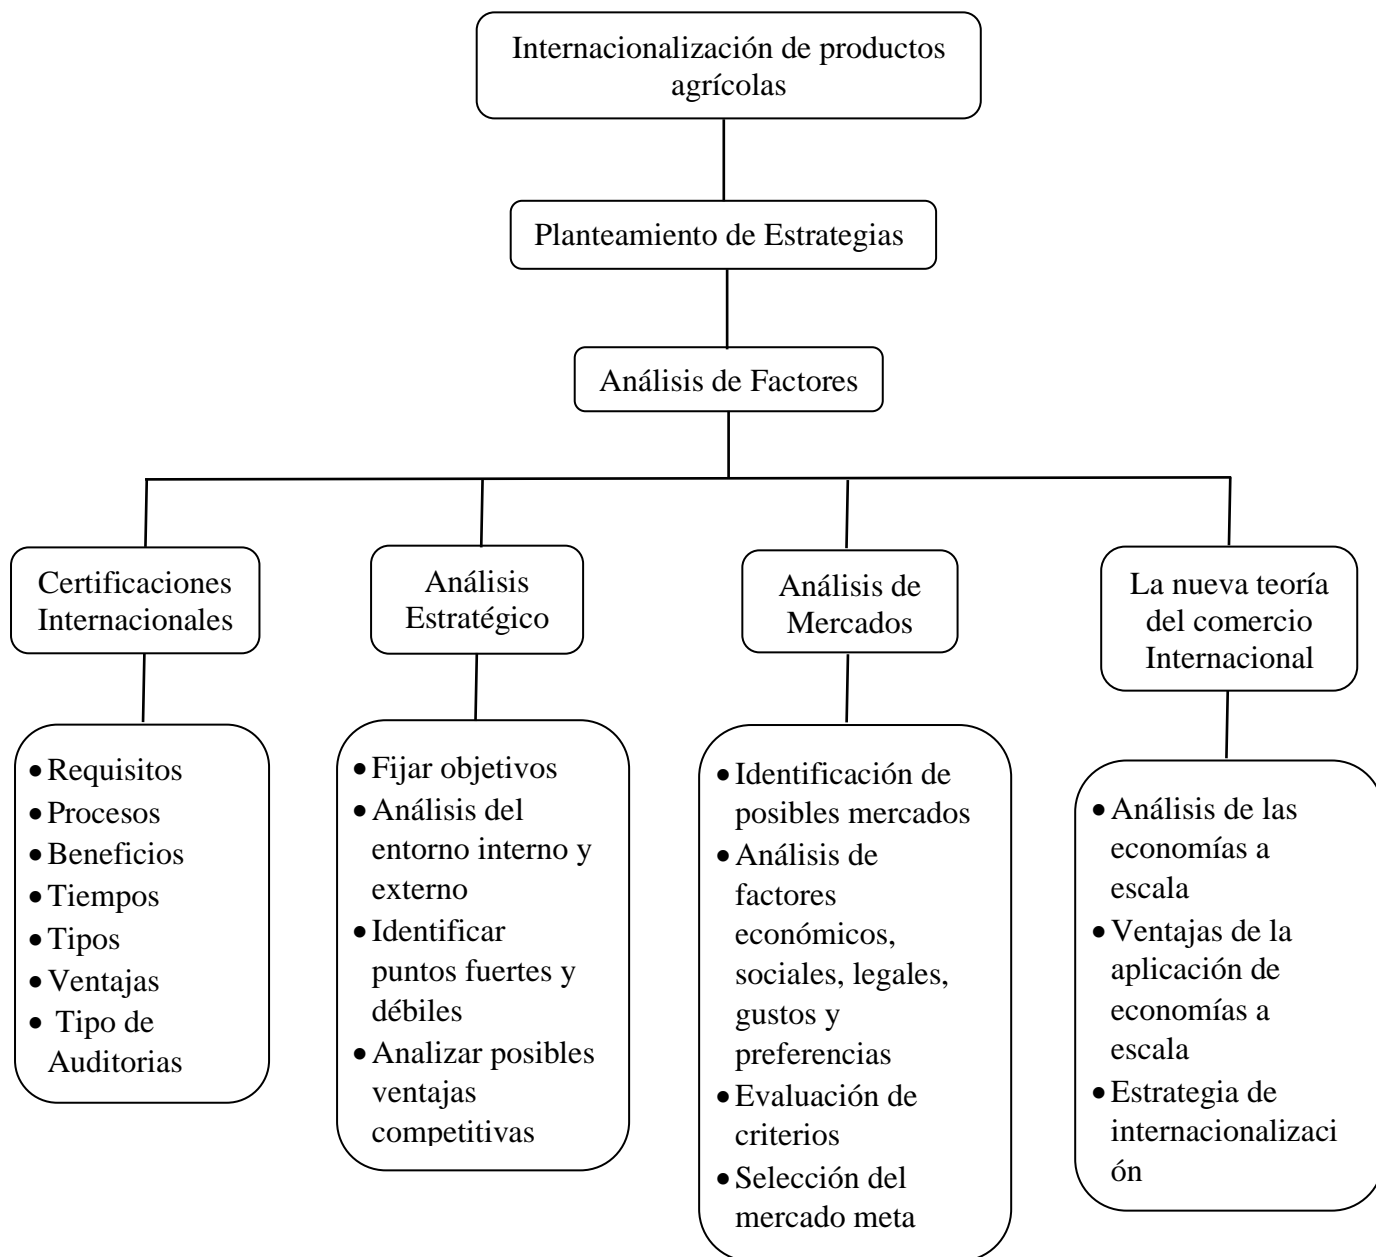 Internacionalización de productos
agrícolas
Planteamiento de Estrategias
Análisis de Factores
Certificaciones
Internacionales
Análisis
Estratégico
Análisis de
Mercados
La nueva teoría
del comercio
Internacional
• Requisitos
• Procesos
• Beneficios
• Tiempos
• Tipos
• Ventajas
• Tipo de
Auditorias
• Fijar objetivos
• Análisis del
entorno interno y
externo
• Identificar
puntos fuertes y
débiles
• Analizar posibles
ventajas
competitivas
• Identificación de
posibles mercados
• Análisis de
factores
económicos,
sociales, legales,
gustos y
preferencias
• Evaluación de
criterios
• Selección del
mercado meta
• Análisis de las
economías a
escala
• Ventajas de la
aplicación de
economías a
escala
• Estrategia de
internacionalizaci
ón